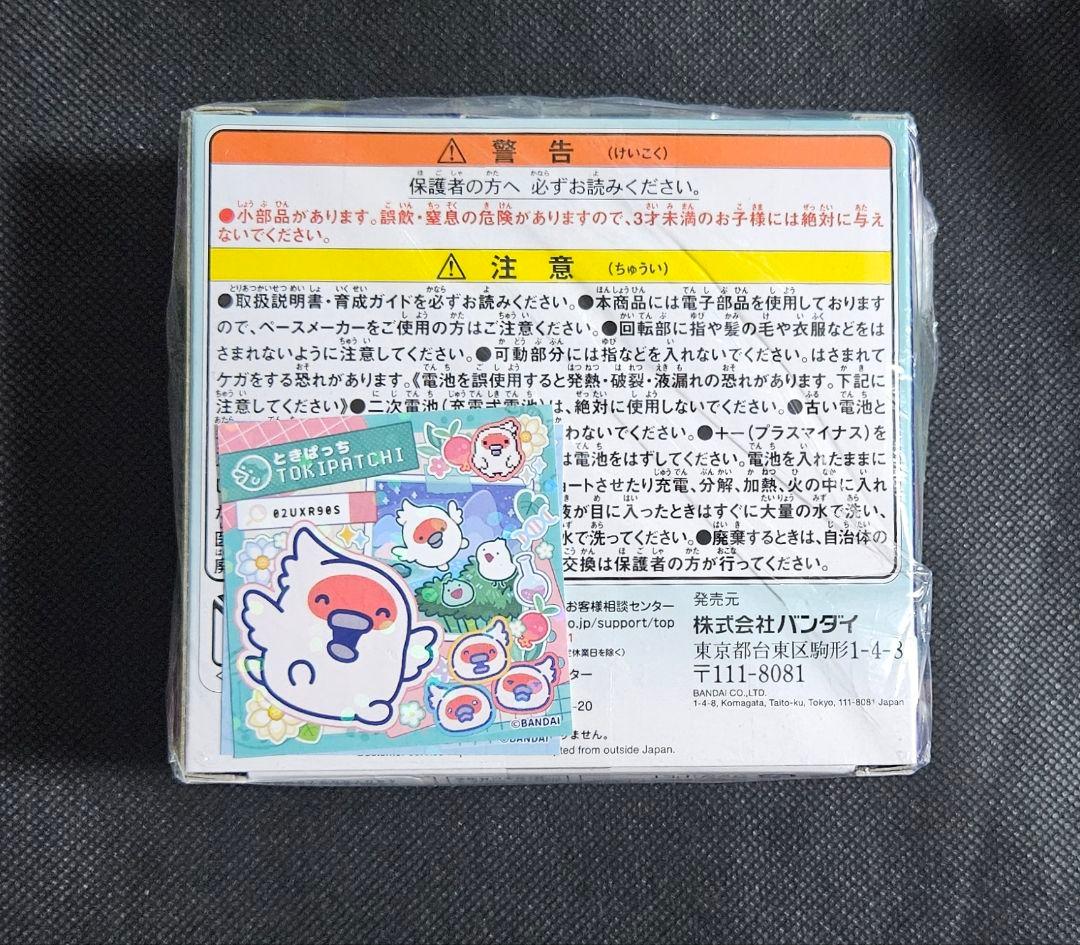 警告 (けいこく)
保護者の方へ 必ずお読みください。
●小部品があります。誤飲・窒息の危険がありますので、3才未満のお子様には絶対に与え
ないでください。
注意 (ちゅうい)
●取扱説明書・育成ガイドを必ずお読みください。●本商品には電子部品を使用しております
ので、ペースメーカーをご使用の方はご注意ください。●回転部に指や髪の毛や衣服などをは
さまれないように注意してください。●可動部分には指などを入れないでください。はさまれて
ケガをする恐れがあります。《電池を誤使用すると発熱・破裂・液漏れの恐れがあります。下記に
注意してください》●二次電池(充電式電池)は、絶対に使用しないでください。●古い電池と
わないでください。●+-(プラスマイナス)を
は電池をはずしてください。電池を入れたままに
ョートさせたり充電、分解、加熱、火の中に入れ
液が目に入ったときはすぐに大量の水で洗い、
水で洗ってください。●廃棄するときは、自治体の
交換は保護者の方が行ってください。
ときぱっち
TOKIPATCHI
02UXR90S
©BANDAI
お客様相談センター
o.jp/support/top
休業日を除く)
ター
-20
りません。
©BANDAI
ted from outside Japan.
発売元
株式会社バンダイ
東京都台東区駒形1-4-8
〒111-8081
BANDAI CO.,LTD.
1-4-8, Komagata, Taito-ku, Tokyo, 111-8081 Japan